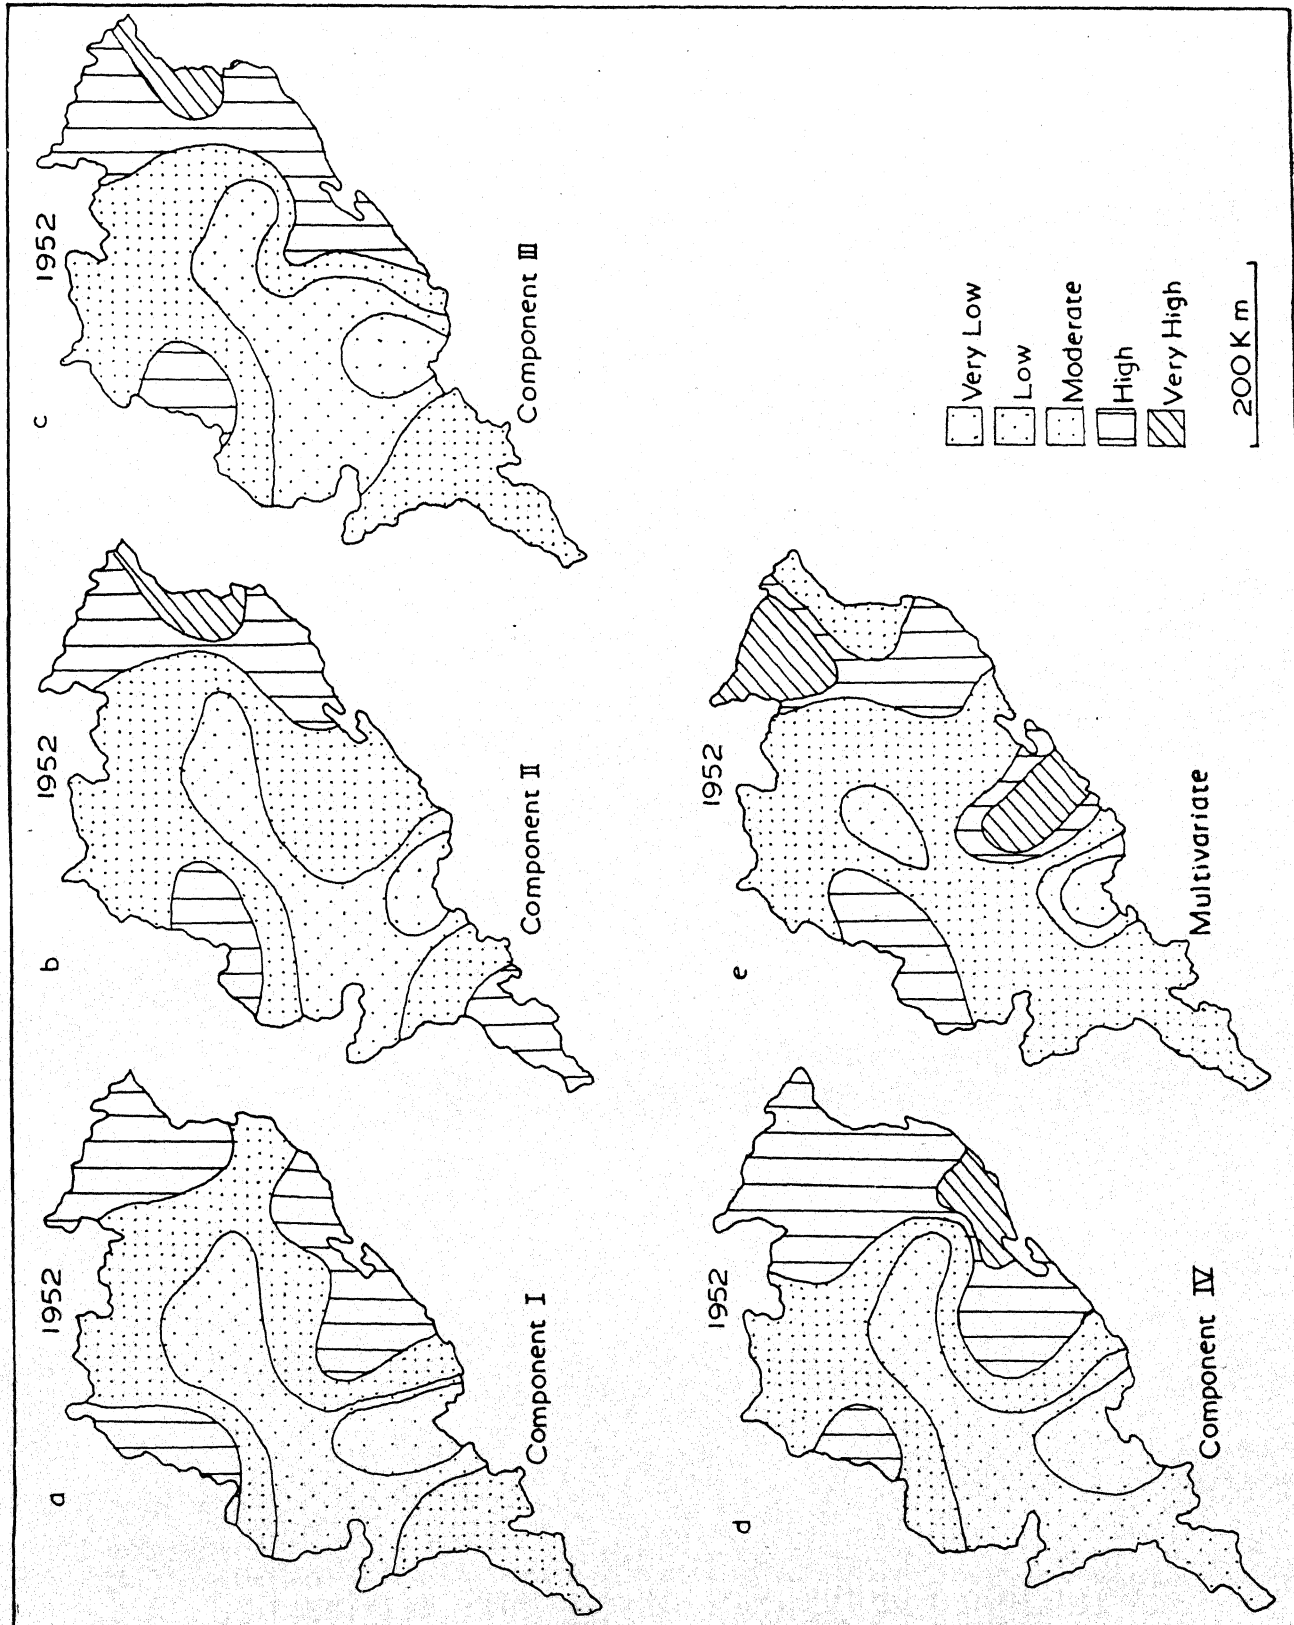 a
1952
Component I
b
1952
Component II
c
1952
Component III
d
1952
Component IV
e
1952
Multivariate
Very Low
Low
Moderate
High
Very High
200 Km